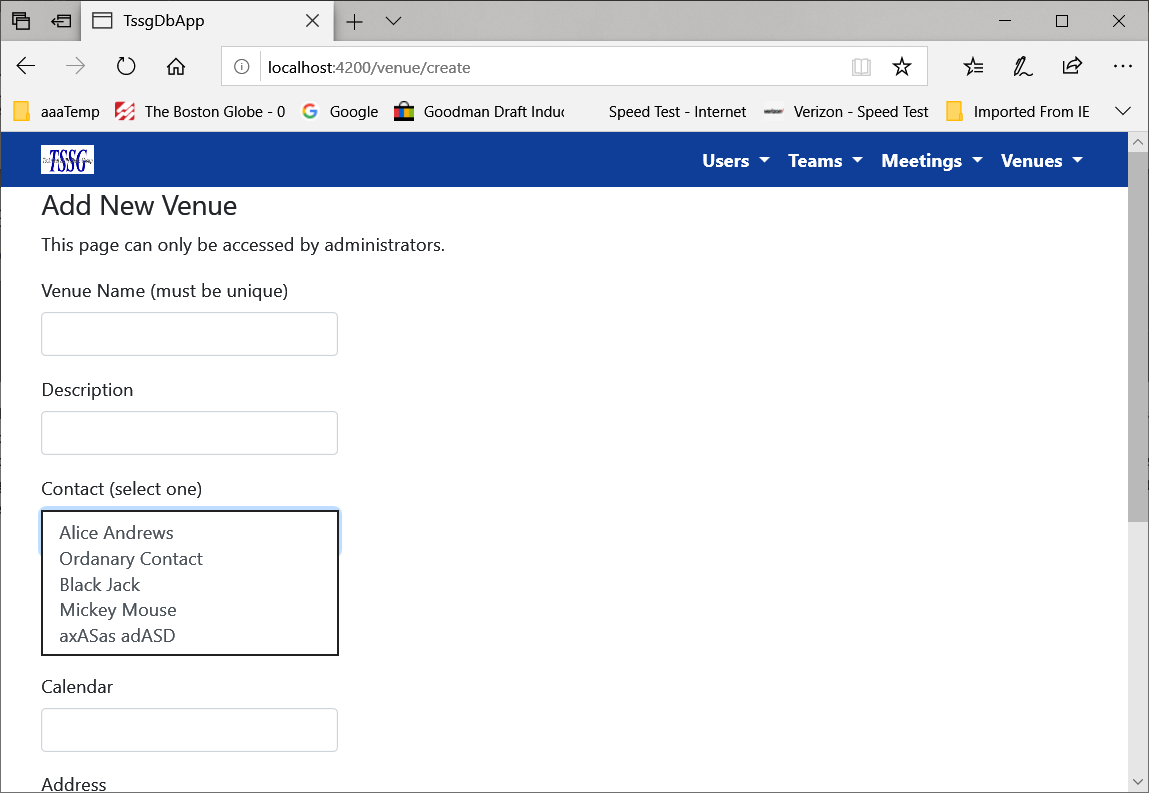 TssgDbApp
localhost:4200/venue/create
aaaTemp The Boston Globe - 0 Google Goodman Draft Induc Speed Test - Internet Verizon - Speed Test Imported From IE
TSSG Users Teams Meetings Venues
Add New Venue
This page can only be accessed by administrators.
Venue Name (must be unique)
Description
Contact (select one)
Alice Andrews
Ordanary Contact
Black Jack
Mickey Mouse
axASas adASD
Calendar
Address